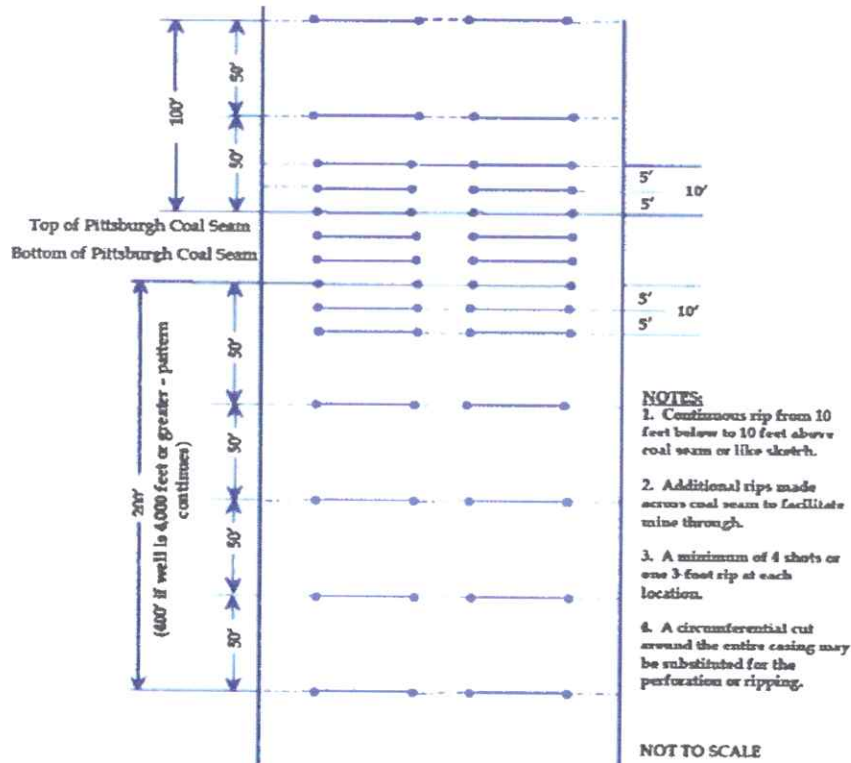 100'
50'
50'
5'
10'
5'
Top of Pittsburgh Coal Seam
Bottom of Pittsburgh Coal Seam
5'
10'
5'
200'
(400' if well is 4,000 feet or greater - pattern
continues)
50'
50'
50'
50'
NOTES:
1. Continuous rip from 10
feet below to 10 feet above
coal seam or like sketch.
2. Additional rips made
across coal seam to facilitate
mine through.
3. A minimum of 4 shots or
one 3-foot rip at each
location.
4. A circumferential cut
around the entire casing may
be substituted for the
perforation or ripping.
NOT TO SCALE